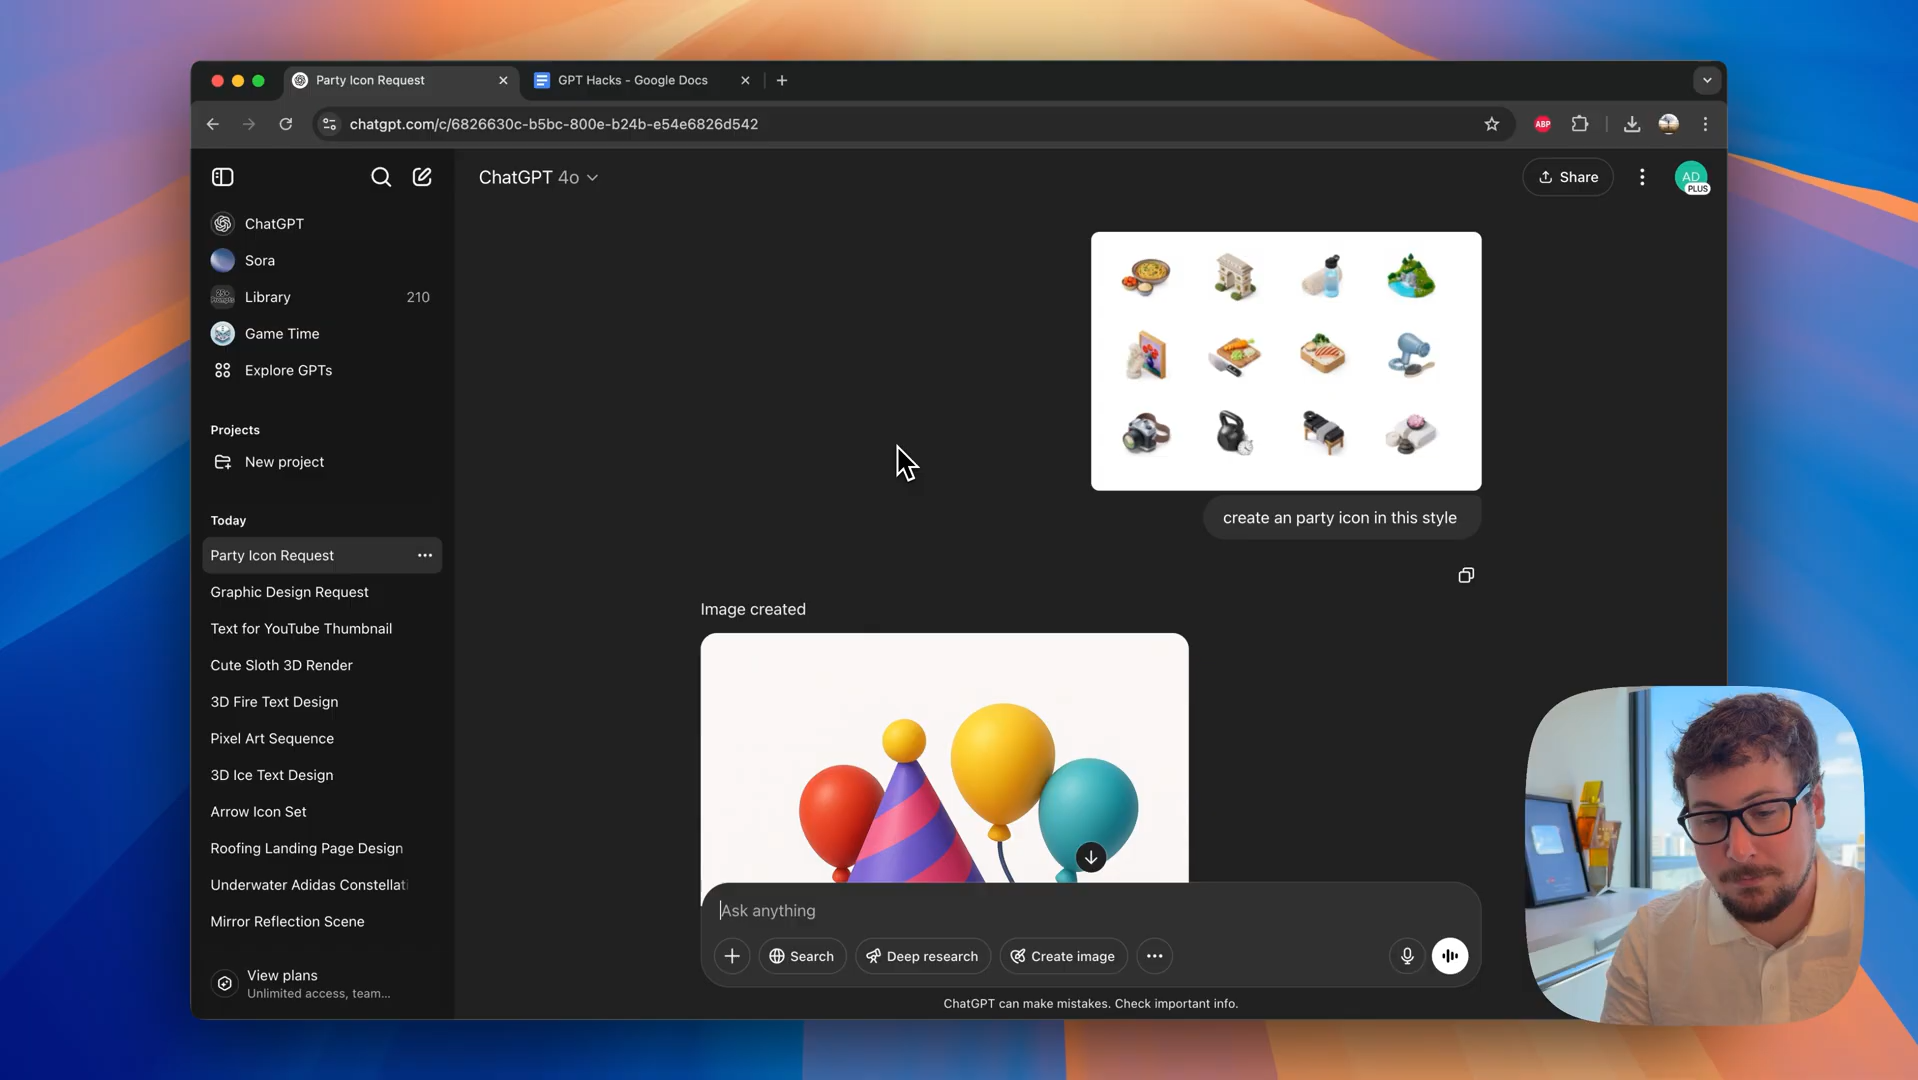 Party Icon Request
GPT Hacks - Google Docs
chatgpt.com/c/6826630c-b5bc-800e-b24b-e54e6826d542
ABP
ChatGPT 4o
Share
AD
PLUS
ChatGPT
Sora
Library 210
Game Time
Explore GPTs
Projects
New project
Today
Party Icon Request
Graphic Design Request
Text for YouTube Thumbnail
Cute Sloth 3D Render
3D Fire Text Design
Pixel Art Sequence
3D Ice Text Design
Arrow Icon Set
Roofing Landing Page Design
Underwater Adidas Constellati
Mirror Reflection Scene
View plans
Unlimited access, team...
create an party icon in this style
Image created
Ask anything
Search
Deep research
Create image
ChatGPT can make mistakes. Check important info.